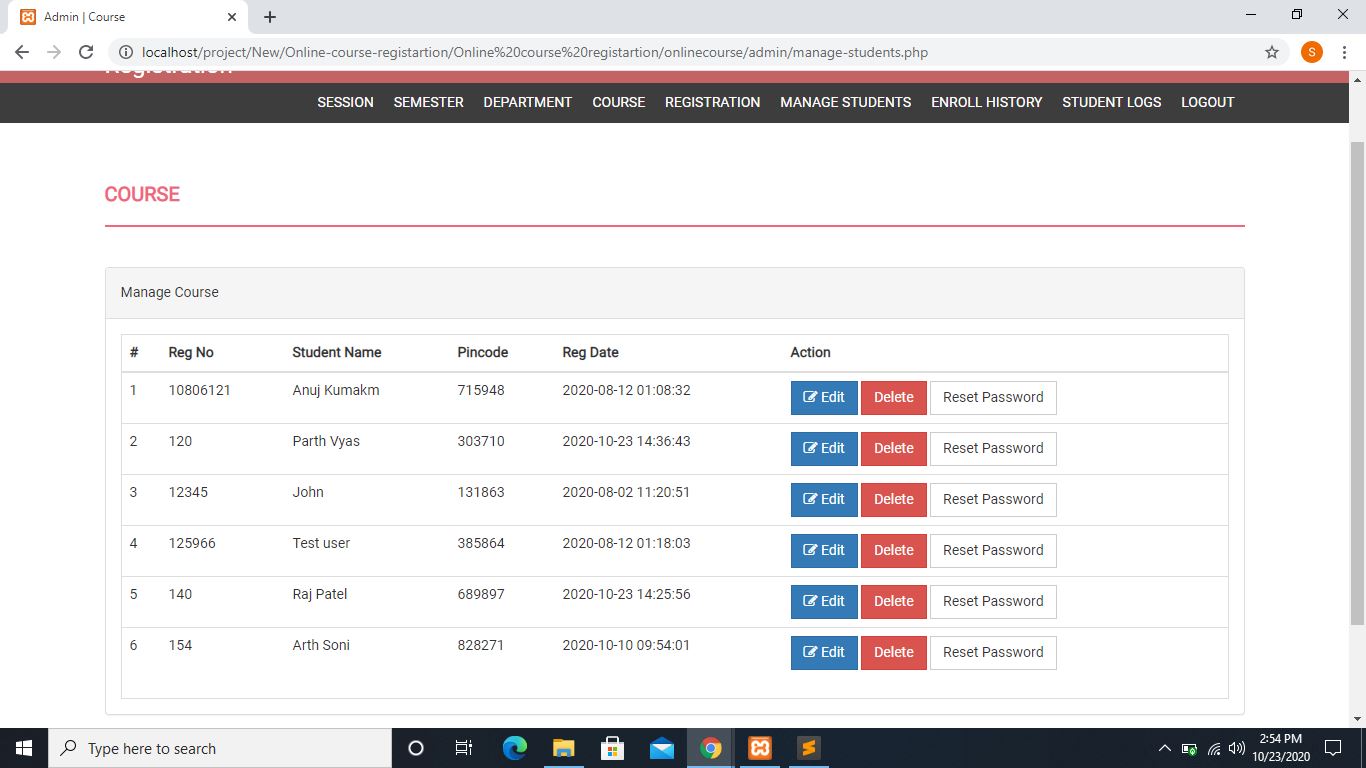 Admin | Course
localhost/project/New/Online-course-registartion/Online%20course%20registartion/onlinecourse/admin/manage-students.php
S
Registration
SESSION SEMESTER DEPARTMENT COURSE REGISTRATION MANAGE STUDENTS ENROLL HISTORY STUDENT LOGS LOGOUT
COURSE
Manage Course
# Reg No Student Name Pincode Reg Date Action
1 10806121 Anuj Kumakm 715948 2020-08-12 01:08:32 Edit Delete Reset Password
2 120 Parth Vyas 303710 2020-10-23 14:36:43 Edit Delete Reset Password
3 12345 John 131863 2020-08-02 11:20:51 Edit Delete Reset Password
4 125966 Test user 385864 2020-08-12 01:18:03 Edit Delete Reset Password
5 140 Raj Patel 689897 2020-10-23 14:25:56 Edit Delete Reset Password
6 154 Arth Soni 828271 2020-10-10 09:54:01 Edit Delete Reset Password
Type here to search
2:54 PM
10/23/2020